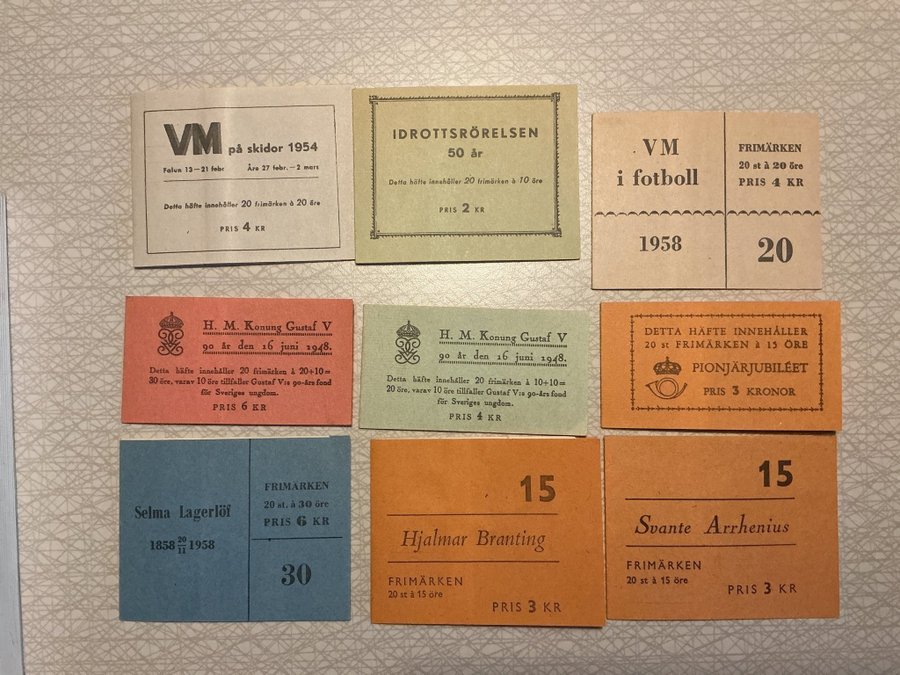 VM på skidor 1954
Falun 13—21 febr. Åre 27 febr.—2 mars
Detta häfte innehåller 20 frimärken à 20 öre
PRIS 4 KR
IDROTTSRÖRELSEN
50 år
Detta häfte innehåller 20 frimärken à 10 öre
PRIS 2 KR
VM
i fotboll
1958
FRIMÄRKEN
20 st à 20 öre
PRIS 4 KR
20
H. M. Konung Gustaf V
90 år den 16 juni 1948.
Detta häfte innehåller 20 frimärken à 20+10=
30 öre, varav 10 öre tillfaller Gustaf V:s 90-års fond
för Sveriges ungdom.
PRIS 6 KR
H. M. Konung Gustaf V
90 år den 16 juni 1948.
Detta häfte innehåller 20 frimärken à 10+10=
20 öre, varav 10 öre tillfaller Gustaf V:s 90-års fond
för Sveriges ungdom.
PRIS 4 KR
DETTA HÄFTE INNEHÅLLER
20 st FRIMÄRKEN à 15 ÖRE
PIONJÄRJUBILÉET
PRIS 3 KRONOR
Selma Lagerlöf
1858 20/11 1958
FRIMÄRKEN
20 st. à 30 öre
PRIS 6 KR
30
15
Hjalmar Branting
FRIMÄRKEN
20 st à 15 öre
PRIS 3 KR
15
Svante Arrhenius
FRIMÄRKEN
20 st à 15 öre
PRIS 3 KR